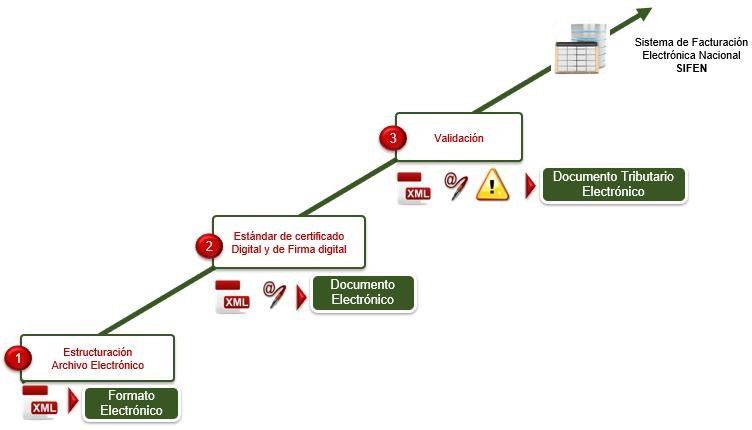 Sistema de Facturación
Electrónica Nacional
SIFEN
3
Validación
XML
@
!
Documento Tributario
Electrónico
2
Estándar de certificado
Digital y de Firma digital
XML
@
Documento
Electrónico
1
Estructuración
Archivo Electrónico
XML
Formato
Electrónico